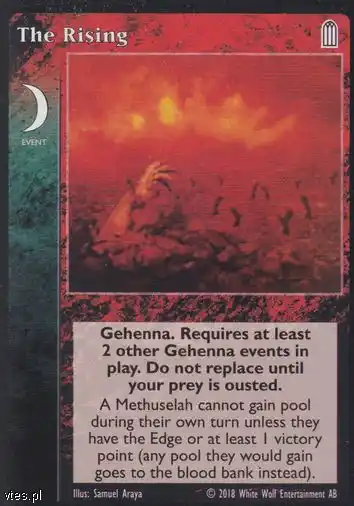 The Rising
EVENT
Gehenna. Requires at least
2 other Gehenna events in
play. Do not replace until
your prey is ousted.
A Methuselah cannot gain pool
during their own turn unless they
have the Edge or at least 1 victory
point (any pool they would gain
goes to the blood bank instead).
Illus: Samuel Araya © 2018 White Wolf Entertainment AB
vtes.pl